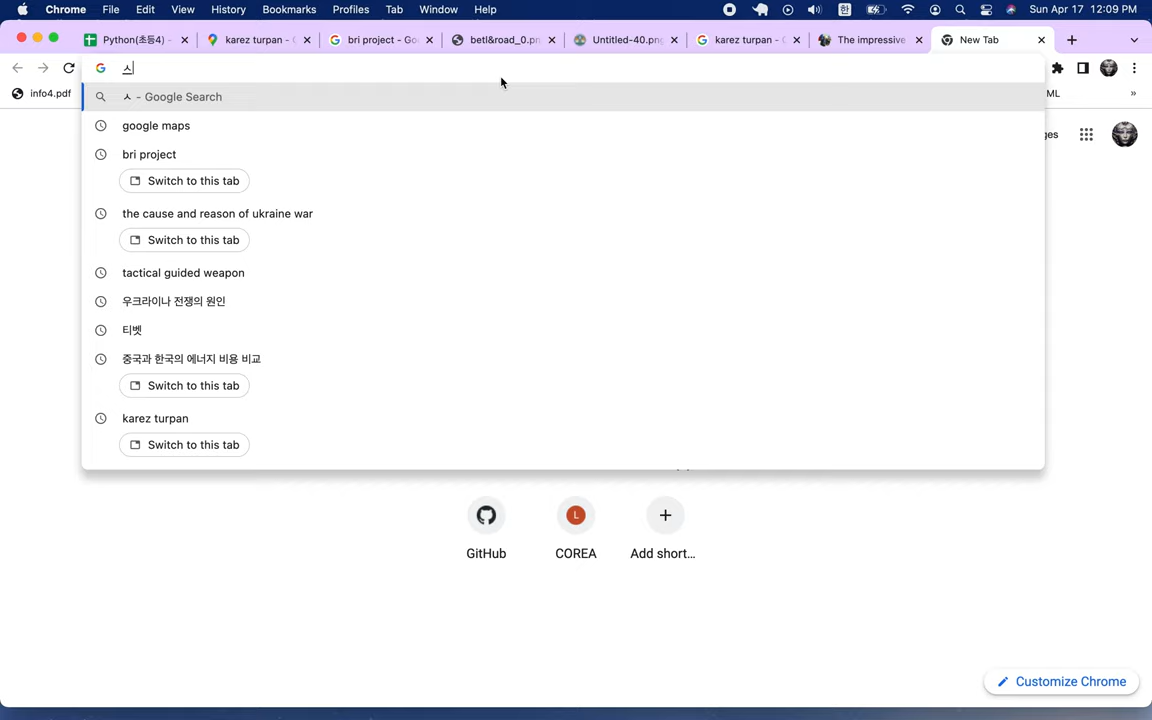 Chrome File Edit View History Bookmarks Profiles Tab Window Help 한 Sun Apr 17 12:09 PM
Python(초등4) - karez turpan - bri project - Go betl&road_0.pn Untitled-40.png karez turpan - The impressive New Tab
ㅅ
info4.pdf ML »
ㅅ - Google Search
google maps
bri project
Switch to this tab
the cause and reason of ukraine war
Switch to this tab
tactical guided weapon
우크라이나 전쟁의 원인
티벳
중국과 한국의 에너지 비용 비교
Switch to this tab
karez turpan
Switch to this tab
L
GitHub COREA Add short...
Customize Chrome